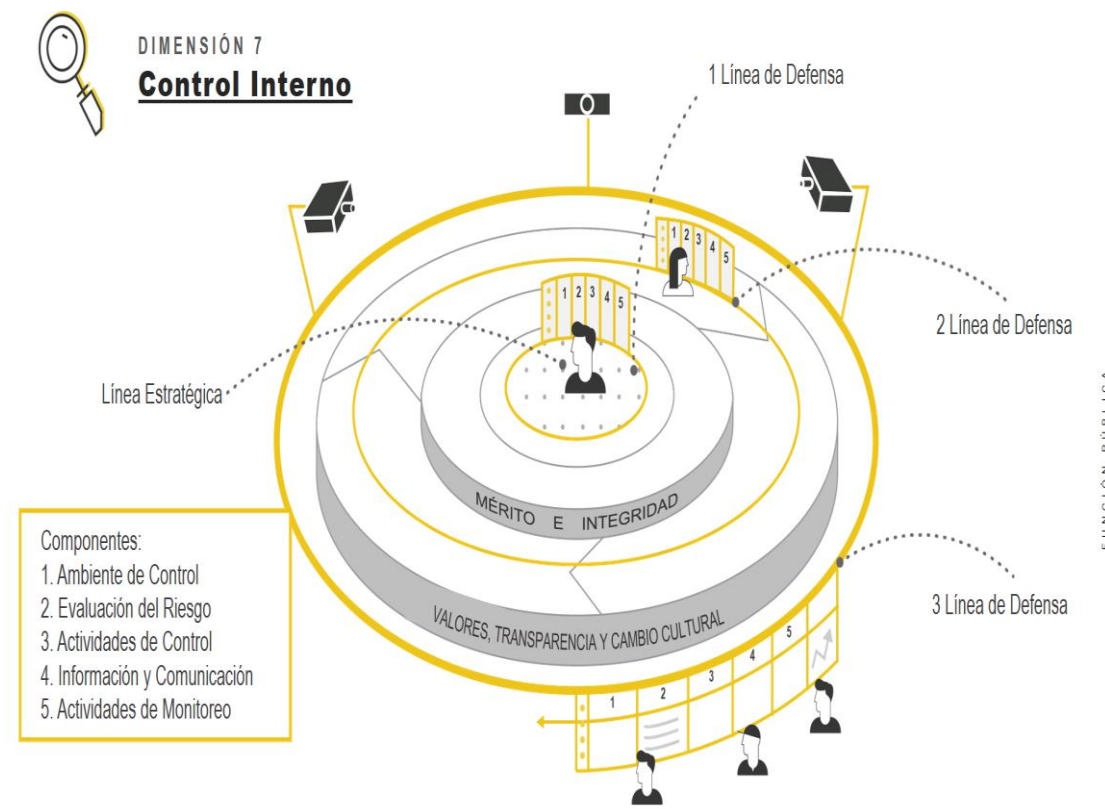 DIMENSIÓN 7
Control Interno
1 Línea de Defensa
1 2 3 4 5
2 Línea de Defensa
1 2 3 4 5
Línea Estratégica
FUNCIÓN PÚBLICA
MÉRITO E INTEGRIDAD
VALORES, TRANSPARENCIA Y CAMBIO CULTURAL
3 Línea de Defensa
1 2 3 4 5
Componentes:
1. Ambiente de Control
2. Evaluación del Riesgo
3. Actividades de Control
4. Información y Comunicación
5. Actividades de Monitoreo